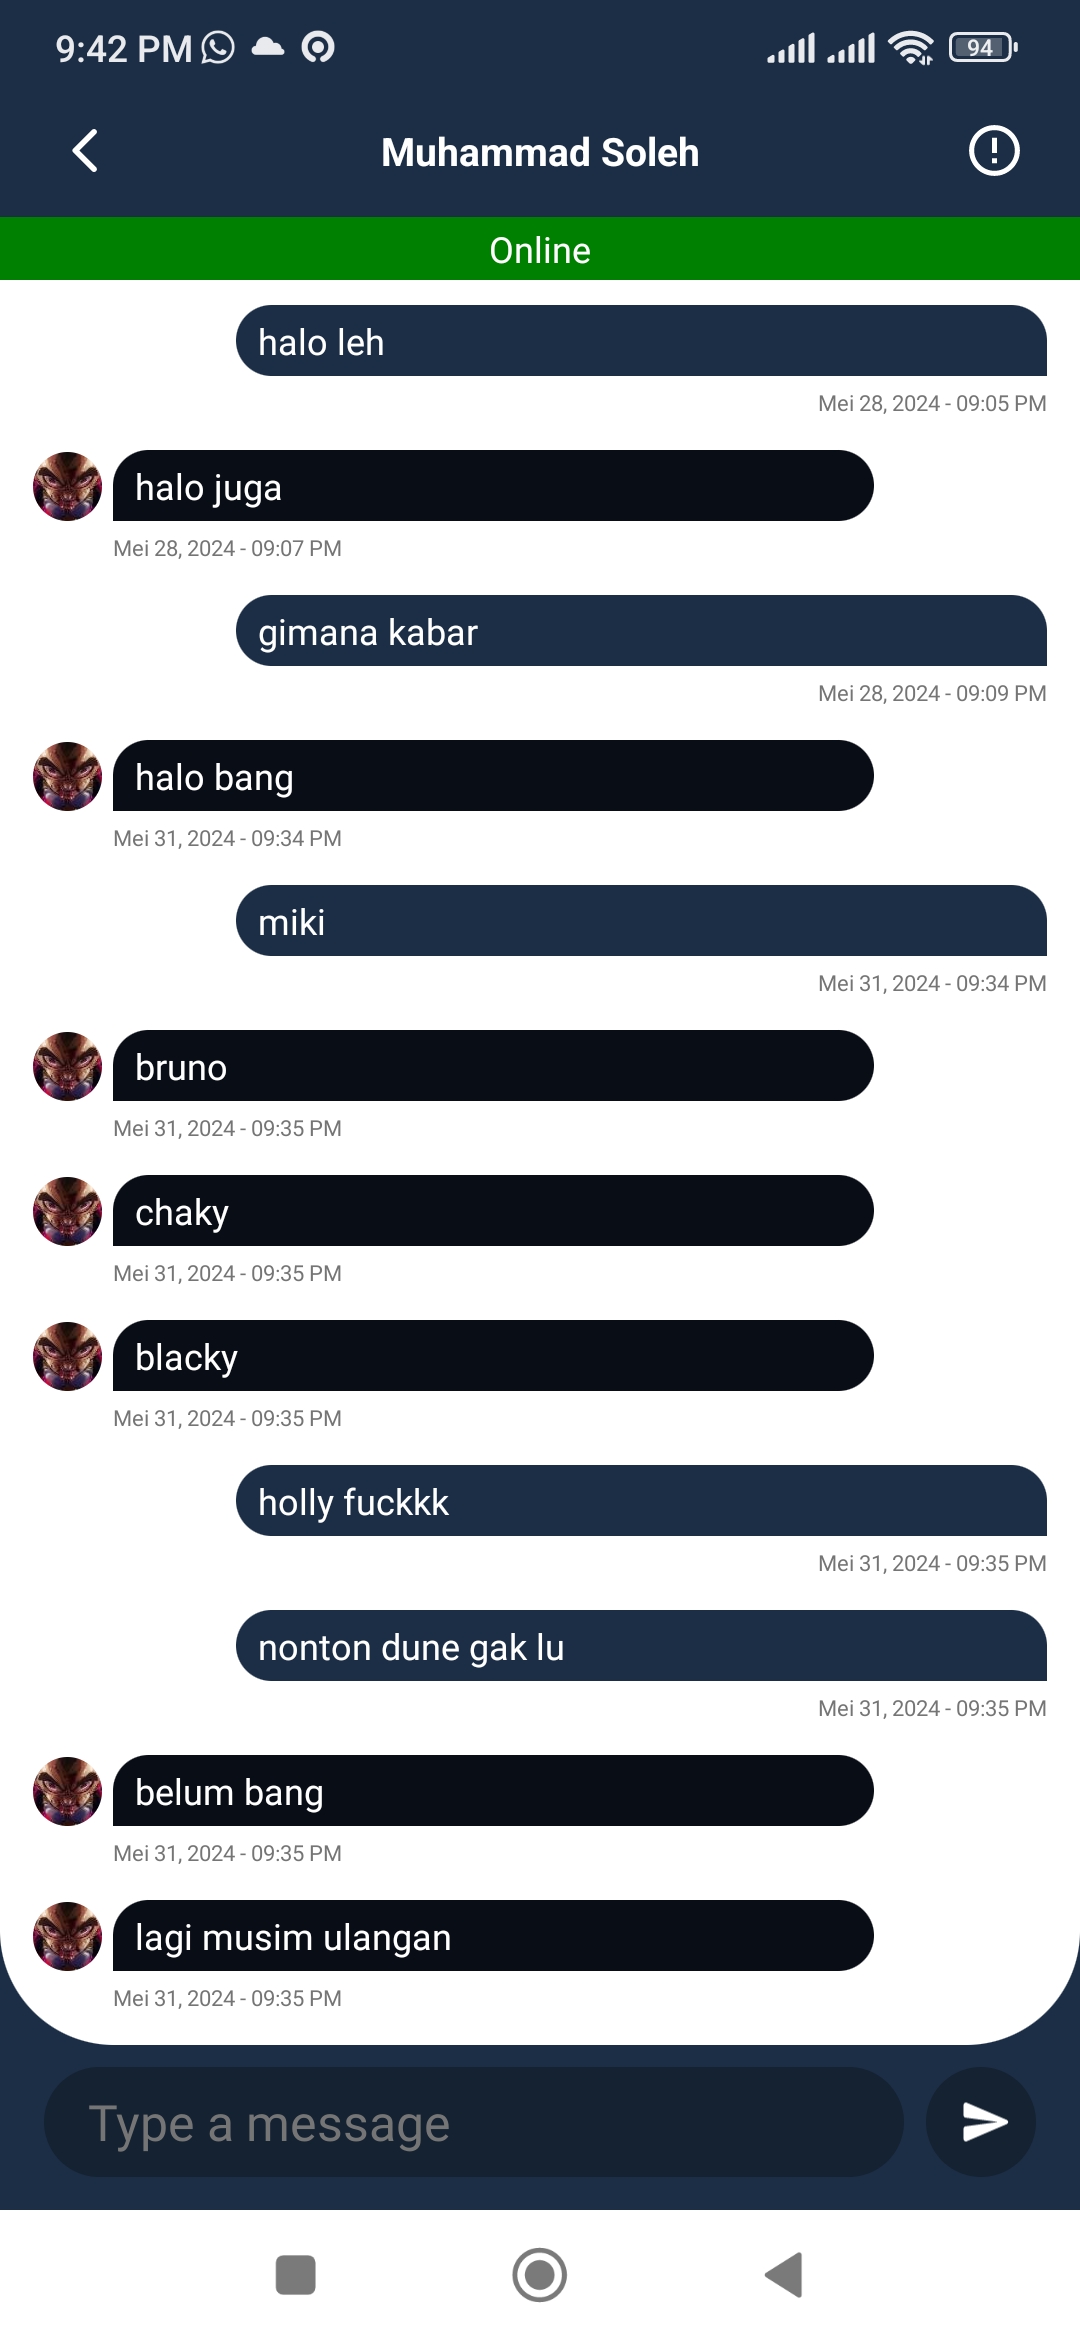 9:42 PM
94
Muhammad Soleh
Online
halo leh
Mei 28, 2024 - 09:05 PM
halo juga
Mei 28, 2024 - 09:07 PM
gimana kabar
Mei 28, 2024 - 09:09 PM
halo bang
Mei 31, 2024 - 09:34 PM
miki
Mei 31, 2024 - 09:34 PM
bruno
Mei 31, 2024 - 09:35 PM
chaky
Mei 31, 2024 - 09:35 PM
blacky
Mei 31, 2024 - 09:35 PM
holly fuckkk
Mei 31, 2024 - 09:35 PM
nonton dune gak lu
Mei 31, 2024 - 09:35 PM
belum bang
Mei 31, 2024 - 09:35 PM
lagi musim ulangan
Mei 31, 2024 - 09:35 PM
Type a message